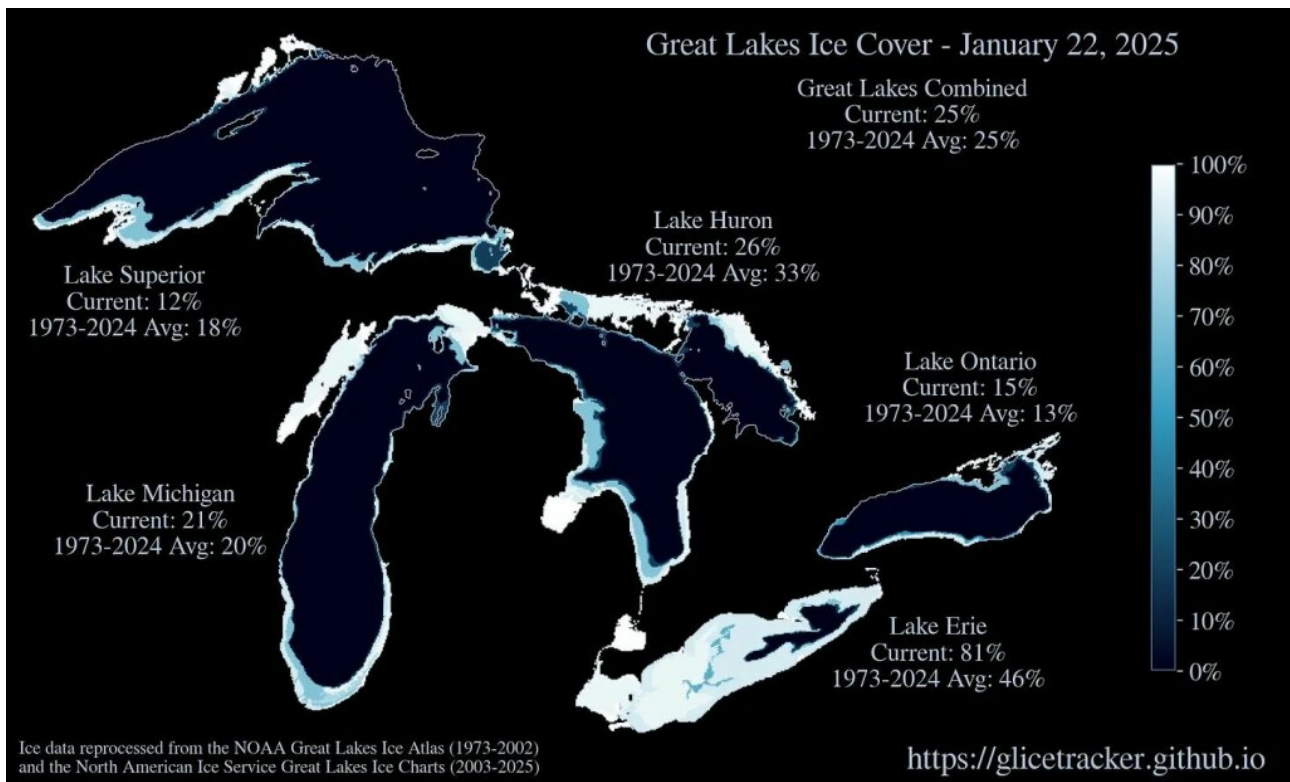 Great Lakes Ice Cover - January 22, 2025
Great Lakes Combined
Current: 25%
1973-2024 Avg: 25%
100%
90%
80%
70%
60%
50%
40%
30%
20%
10%
0%
Lake Huron
Current: 26%
1973-2024 Avg: 33%
Lake Superior
Current: 12%
1973-2024 Avg: 18%
Lake Ontario
Current: 15%
1973-2024 Avg: 13%
Lake Michigan
Current: 21%
1973-2024 Avg: 20%
Lake Erie
Current: 81%
1973-2024 Avg: 46%
Ice data reprocessed from the NOAA Great Lakes Ice Atlas (1973-2002)
and the North American Ice Service Great Lakes Ice Charts (2003-2025)
https://glicetracker.github.io